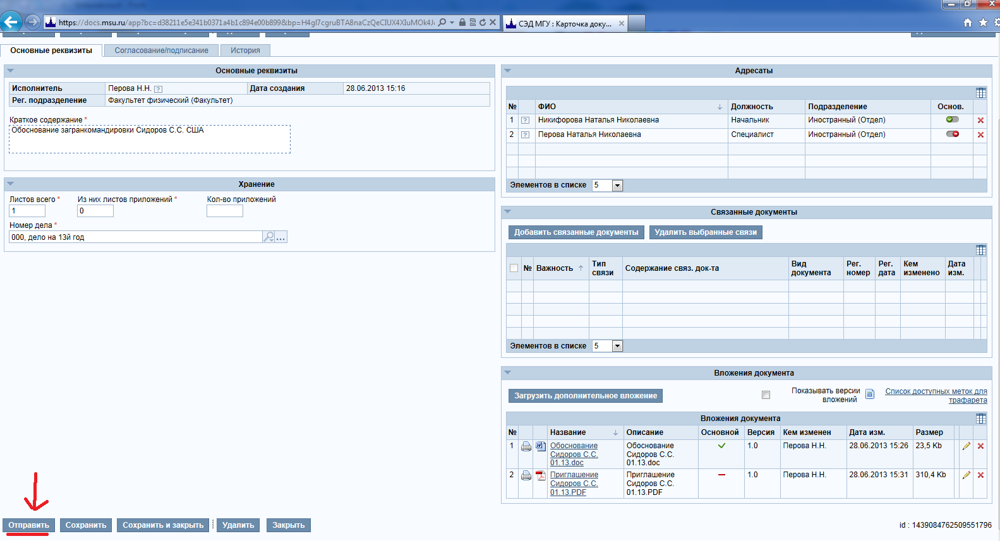 https://docs.msu.ru/app?bc=d38211e5e341b0371a4b1c894e00b899&bp=H4gl7cgruBTA8naCzQeCIUX4XIuMOk4J
СЭД МГУ : Карточка доку...
Основные реквизиты
Согласование/подписание
История
Основные реквизиты
Исполнитель Перова Н.Н. ? Дата создания 28.06.2013 15:16
Рег. подразделение Факультет физический (Факультет)
Краткое содержание *
Обоснование загранкомандировки Сидоров С.С. США
Хранение
Листов всего * Из них листов приложений * Кол-во приложений
1 0
Номер дела *
000, дело на 13й год ...
Адресаты
№ ФИО Должность Подразделение Основ.
1 ? Никифорова Наталья Николаевна Начальник Иностранный (Отдел)
2 ? Перова Наталья Николаевна Специалист Иностранный (Отдел)
Элементов в списке 5
Связанные документы
Добавить связанные документы Удалить выбранные связи
№ Важность Тип связи Содержание связ. док-та Вид документа Рег. номер Рег. дата Кем изменено Дата изм.
Элементов в списке 5
Вложения документа
Загрузить дополнительное вложение
Показывать версии
вложений
Список доступных меток для
трафарета
Вложения документа
№ Название Описание Основной Версия Кем изменен Дата изм. Размер
1 Обоснование Обоснование 1.0 Перова Н.Н. 28.06.2013 15:26 23,5 Kb
Сидоров С.С. Сидоров С.С.
01.13.doc 01.13.doc
2 Приглашение Приглашение 1.0 Перова Н.Н. 28.06.2013 15:31 310,4 Kb
Сидоров С.С. Сидоров С.С.
01.13.PDF 01.13.PDF
Отправить Сохранить Сохранить и закрыть Удалить Закрыть
id : 1439084762509551796